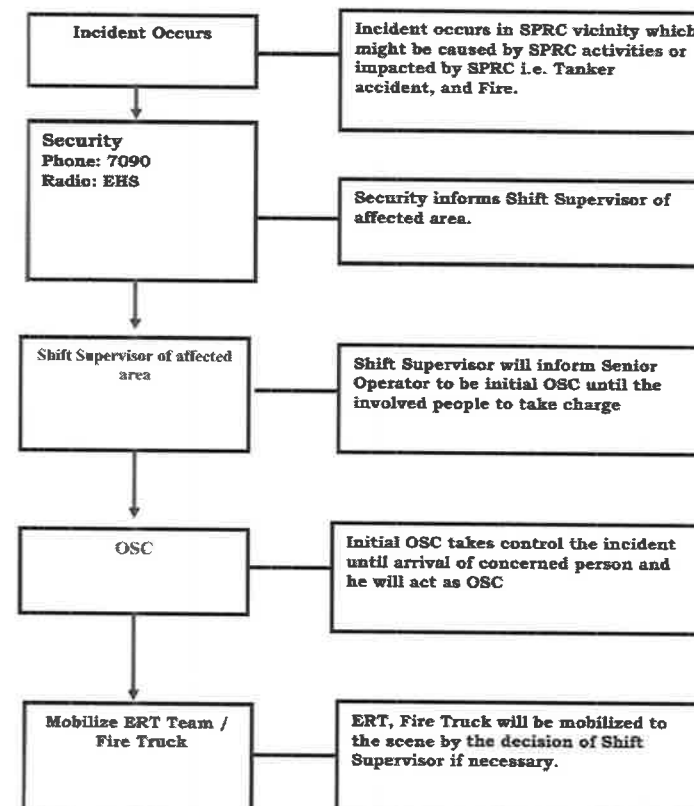 Incident Occurs
Incident occurs in SPRC vicinity which
might be caused by SPRC activities or
impacted by SPRC i.e. Tanker
accident, and Fire.
Security
Phone: 7090
Radio: EHS
Security informs Shift Supervisor of
affected area.
Shift Supervisor of affected
area
Shift Supervisor will inform Senior
Operator to be initial OSC until the
involved people to take charge
OSC
Initial OSC takes control the incident
until arrival of concerned person and
he will act as OSC
Mobilize ERT Team /
Fire Truck
ERT, Fire Truck will be mobilized to
the scene by the decision of Shift
Supervisor if necessary.